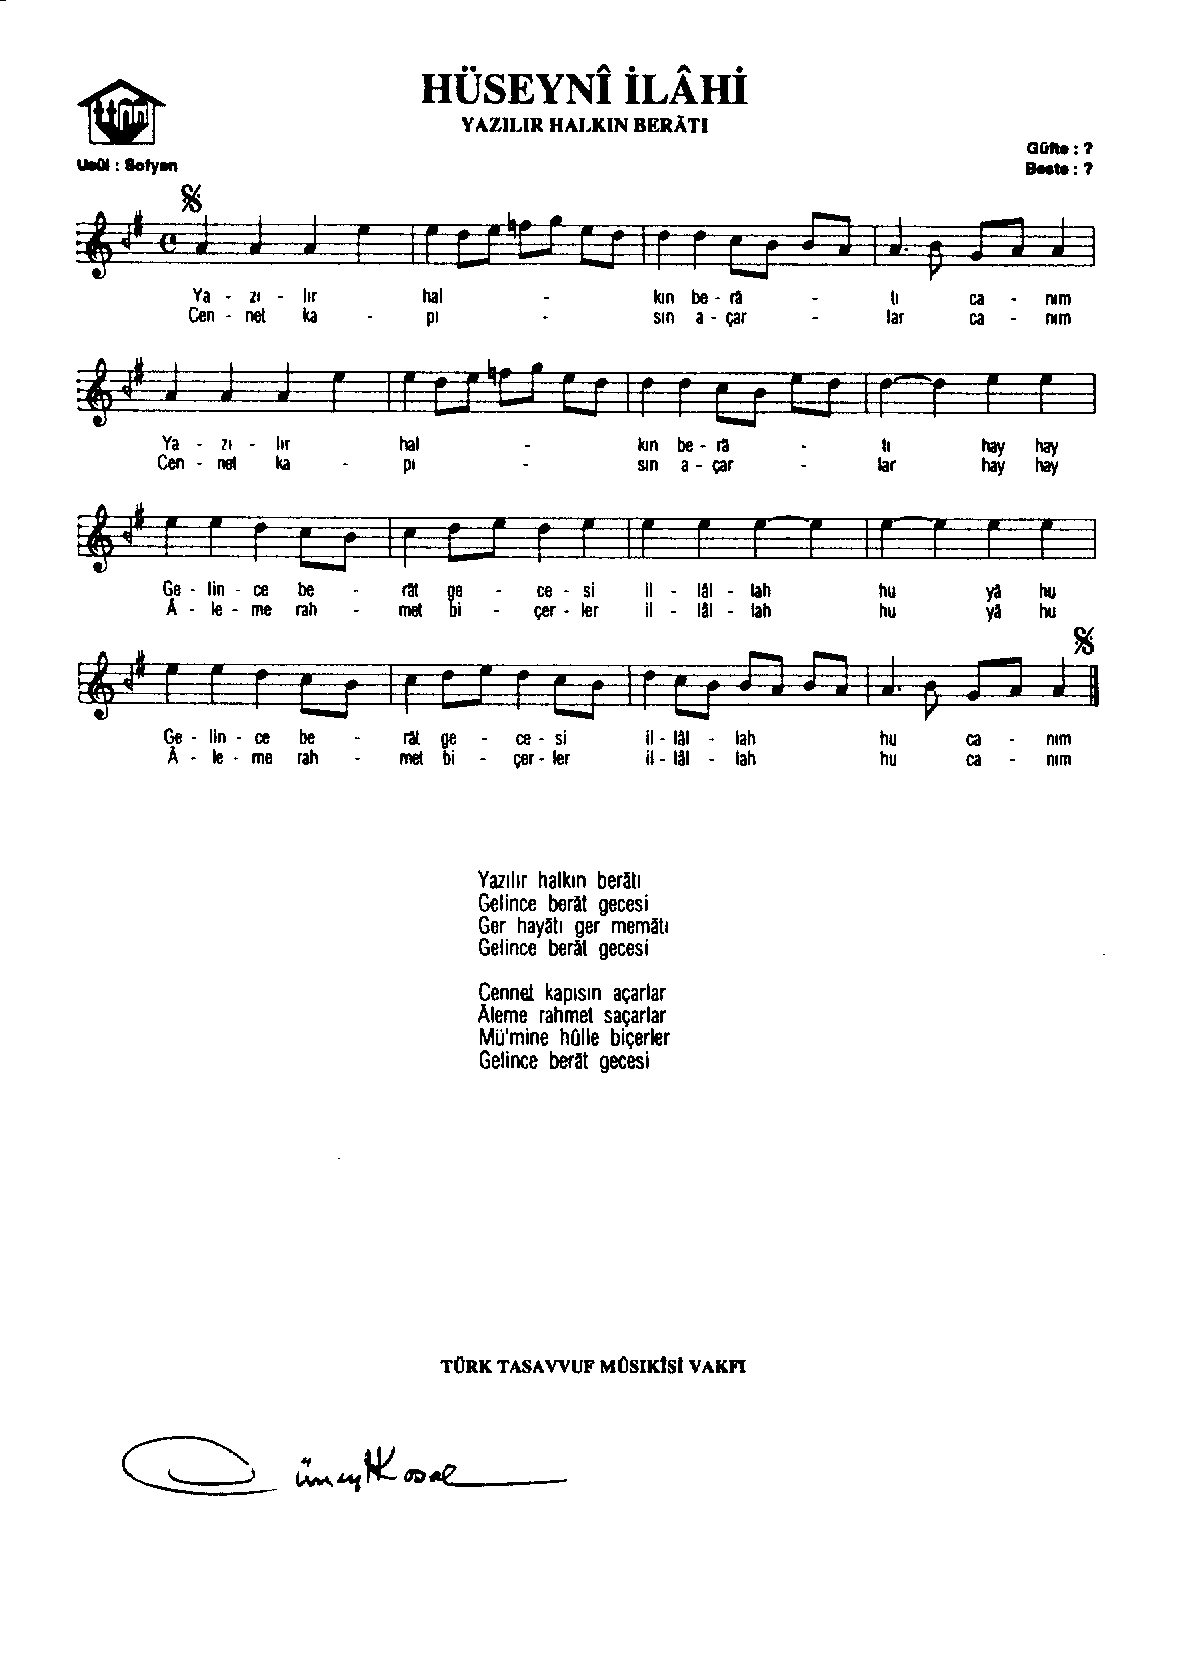 HÜSEYNÎ İLÂHİ
YAZILIR HALKIN BERÂTI
Usûl : Sofyan
Güfte : ?
Beste : ?
Ya - zı - lır hal - kın be - râ - tı ca - nım
Cen - net ka - pı - sın a - çar - lar ca - nım
Ya - zı - lır hal - kın be - râ - tı hay hay
Cen - net ka - pı - sın a - çar - lar hay hay
Ge - lin - ce be - rât ge - ce - si il - lâl - lah hu yâ hu
Â - le - me rah - met bi - çer - ler il - lâl - lah hu yâ hu
Ge - lin - ce be - rât ge - ce - si il - lâl - lah hu ca - nım
Â - le - me rah - met bi - çer - ler il - lâl - lah hu ca - nım
Yazılır halkın berâtı
Gelince berât gecesi
Ger hayâtı ger memâtı
Gelince berât gecesi
Cennet kapısın açarlar
Âleme rahmet saçarlar
Mü'mine hûlle biçerler
Gelince berât gecesi
TÜRK TASAVVUF MÛSIKÎSİ VAKFI
Cüneyt Kosal